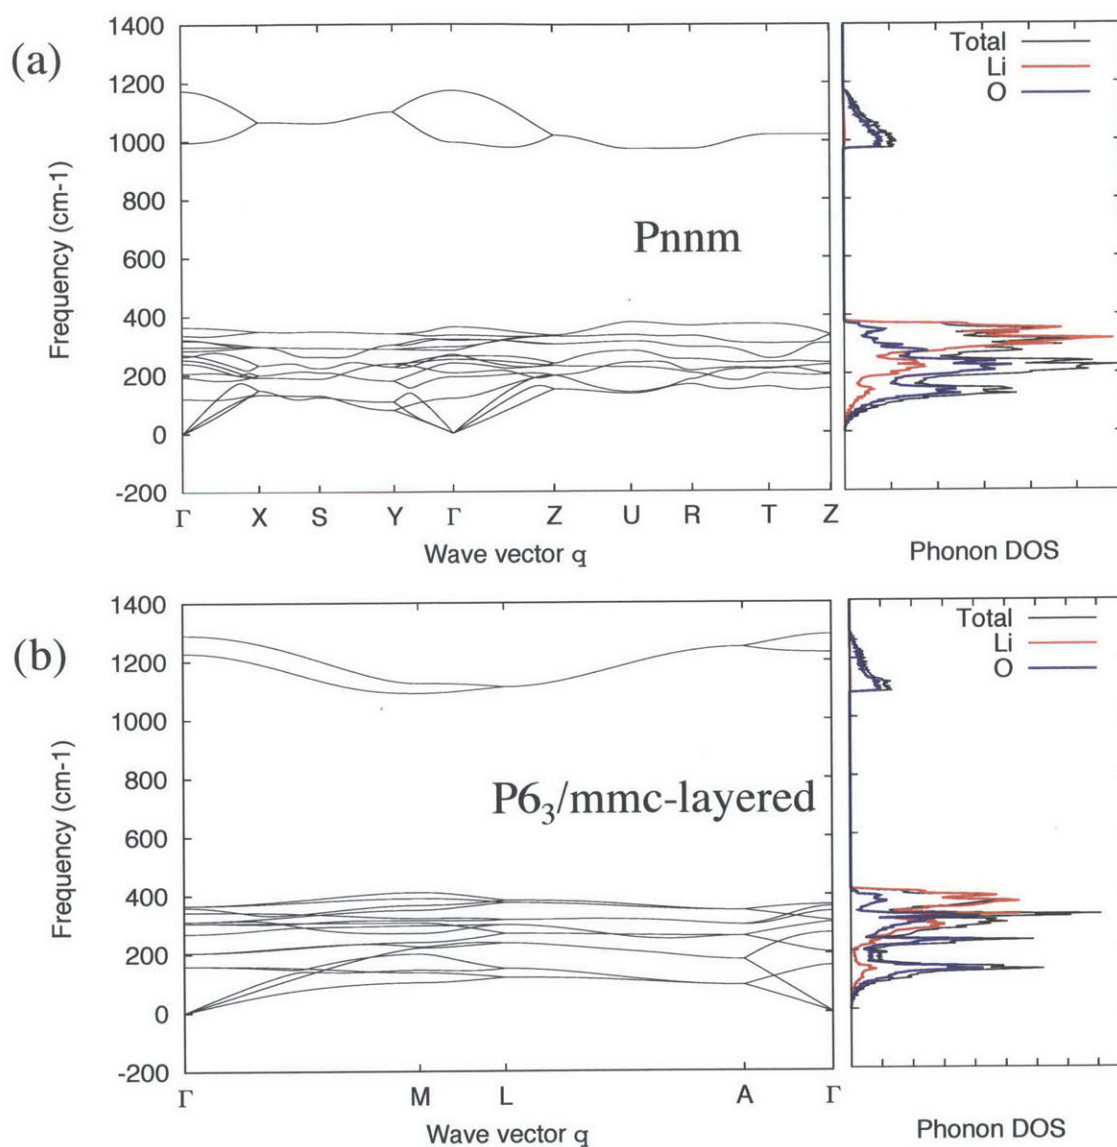 (a)
1400
1200
1000
800
600
400
200
0
-200
Frequency (cm-1)
Pnnm
Γ X S Y Γ Z U R T Z
Wave vector q
Total
Li
O
Phonon DOS
(b)
1400
1200
1000
800
600
400
200
0
-200
Frequency (cm-1)
P6₃/mmc-layered
Γ M L A Γ
Wave vector q
Total
Li
O
Phonon DOS